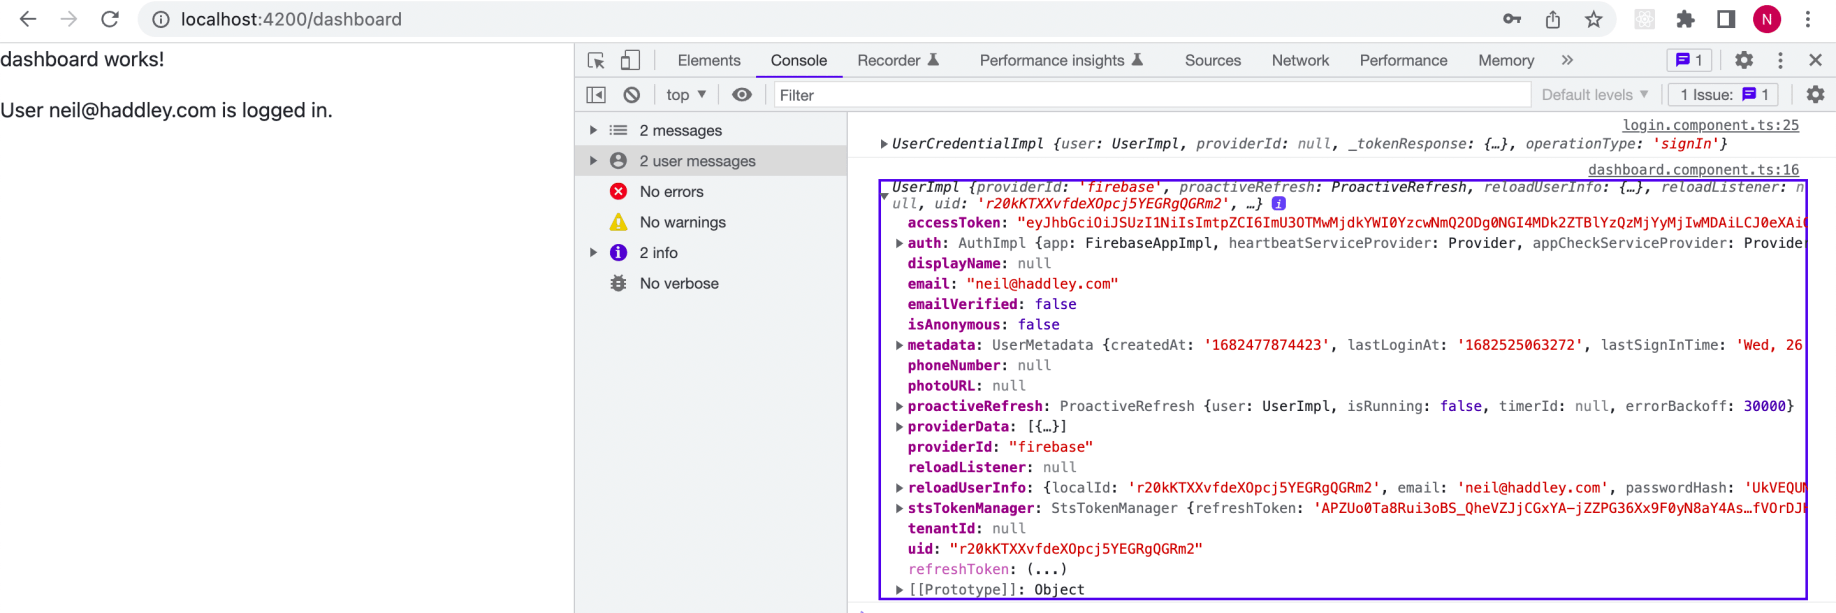 localhost:4200/dashboard
N
dashboard works!
User neil@haddley.com is logged in.
Elements Console Recorder Performance insights Sources Network Performance Memory » 1
top ▼ Filter Default levels ▼ 1 Issue: 1
2 messages
2 user messages
No errors
No warnings
2 info
No verbose
login.component.ts:25
UserCredentialImpl {user: UserImpl, providerId: null, _tokenResponse: {…}, operationType: 'signIn'}
dashboard.component.ts:16
UserImpl {providerId: 'firebase', proactiveRefresh: ProactiveRefresh, reloadUserInfo: {…}, reloadListener: n
ull, uid: 'r20kKTXXvfdeXOpcj5YEGRgQGRm2', …} i
accessToken: "eyJhbGciOiJSUzI1NiIsImtpZCI6ImU3OTMwMjdkYWI0YzcwNmQ2ODg0NGI4MDk2ZTBlYzQzMjYyMjIwMDAiLCJ0eXAiO
auth: AuthImpl {app: FirebaseAppImpl, heartbeatServiceProvider: Provider, appCheckServiceProvider: Provider
displayName: null
email: "neil@haddley.com"
emailVerified: false
isAnonymous: false
metadata: UserMetadata {createdAt: '1682477874423', lastLoginAt: '1682525063272', lastSignInTime: 'Wed, 26
phoneNumber: null
photoURL: null
proactiveRefresh: ProactiveRefresh {user: UserImpl, isRunning: false, timerId: null, errorBackoff: 30000}
providerData: [{…}]
providerId: "firebase"
reloadListener: null
reloadUserInfo: {localId: 'r20kKTXXvfdeXOpcj5YEGRgQGRm2', email: 'neil@haddley.com', passwordHash: 'UkVEQUN
stsTokenManager: StsTokenManager {refreshToken: 'APZUo0Ta8Rui3oBS_QheVZJjCGxYA-jZZPG36Xx9F0yN8aY4As…fVOrDJ
tenantId: null
uid: "r20kKTXXvfdeXOpcj5YEGRgQGRm2"
refreshToken: (...)
[[Prototype]]: Object